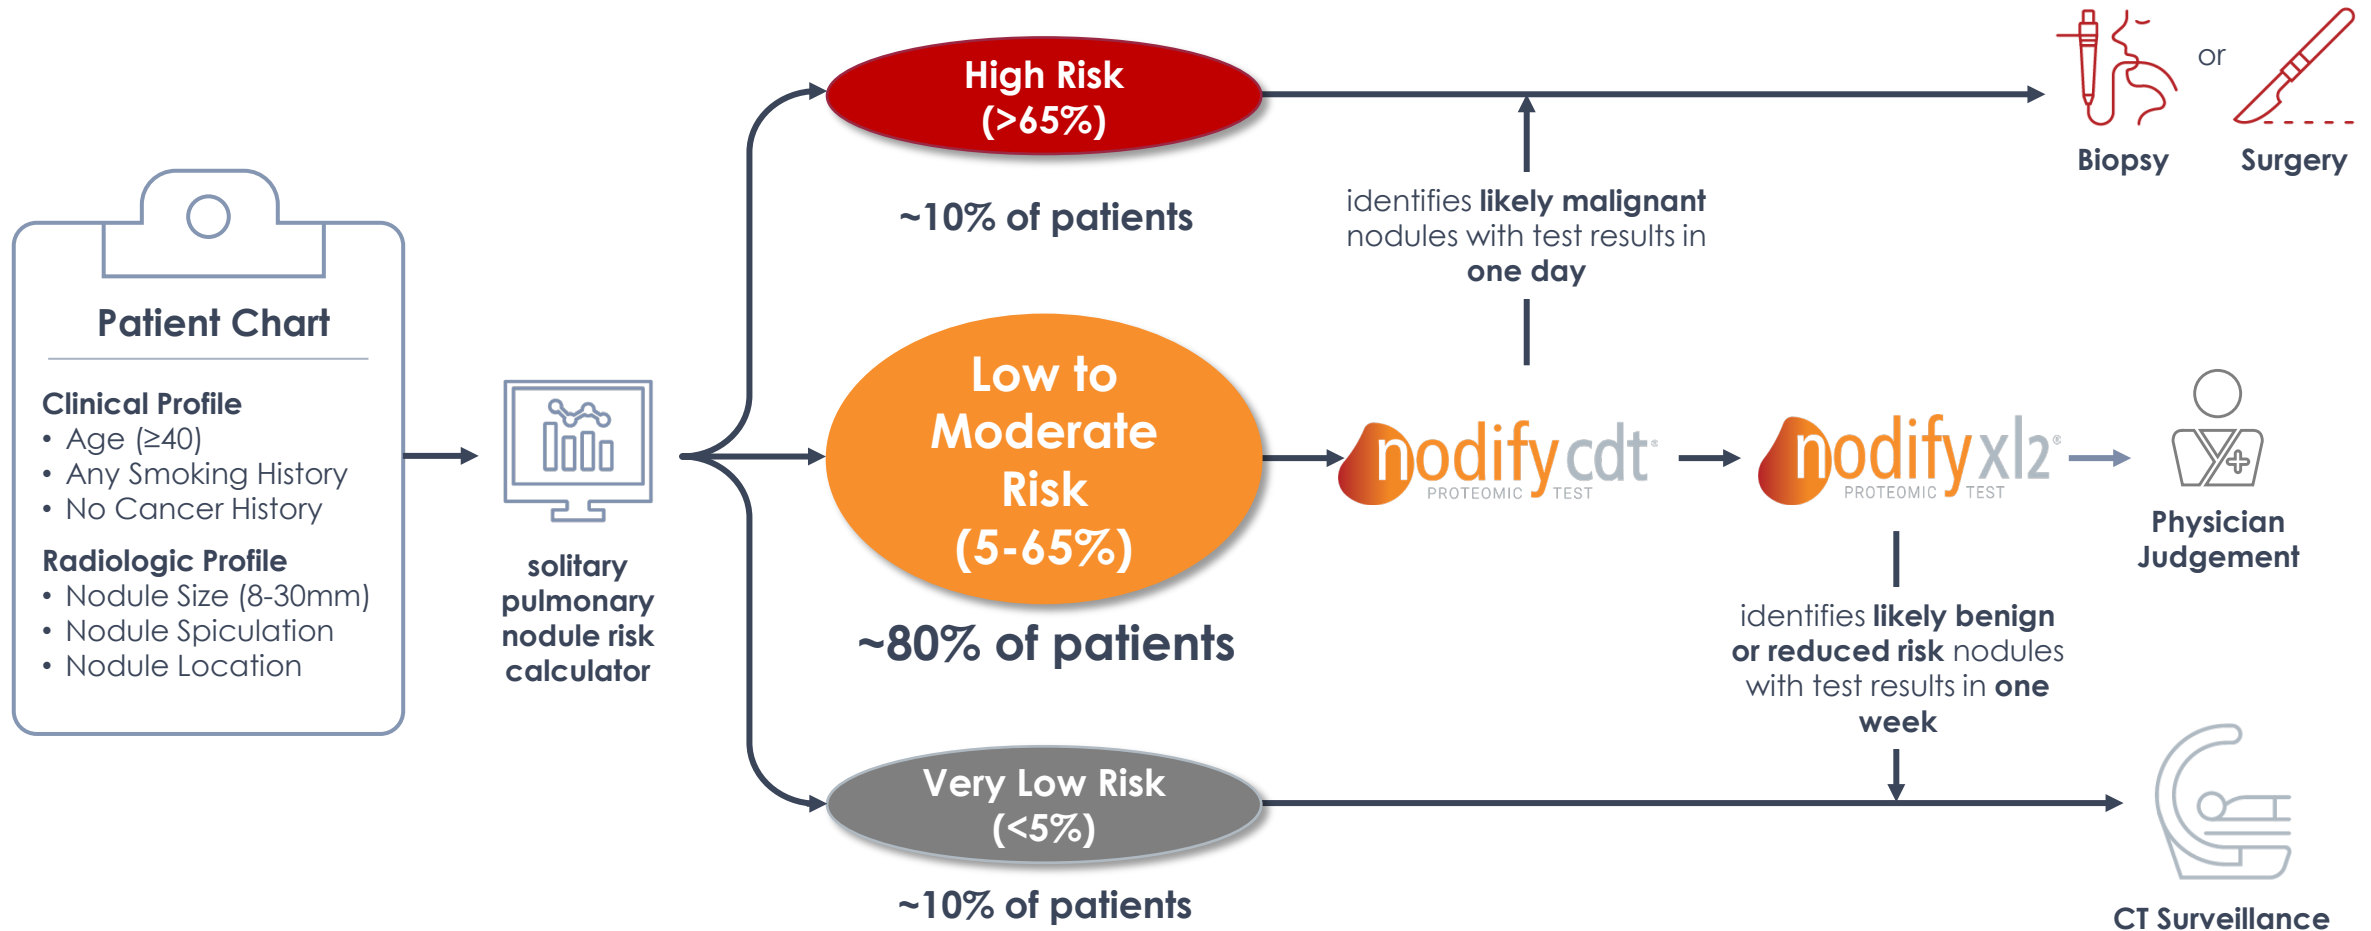 Patient Chart
Clinical Profile
• Age (≥40)
• Any Smoking History
• No Cancer History
Radiologic Profile
• Nodule Size (8-30mm)
• Nodule Spiculation
• Nodule Location
solitary
pulmonary
nodule risk
calculator
High Risk
(>65%)
~10% of patients
Low to
Moderate
Risk
(5-65%)
~80% of patients
Very Low Risk
(<5%)
~10% of patients
identifies likely malignant
nodules with test results in
one day
nodifycdt®
PROTEOMIC TEST
nodifyxl2®
PROTEOMIC TEST
identifies likely benign
or reduced risk nodules
with test results in one
week
or
Biopsy
Surgery
Physician
Judgement
CT Surveillance